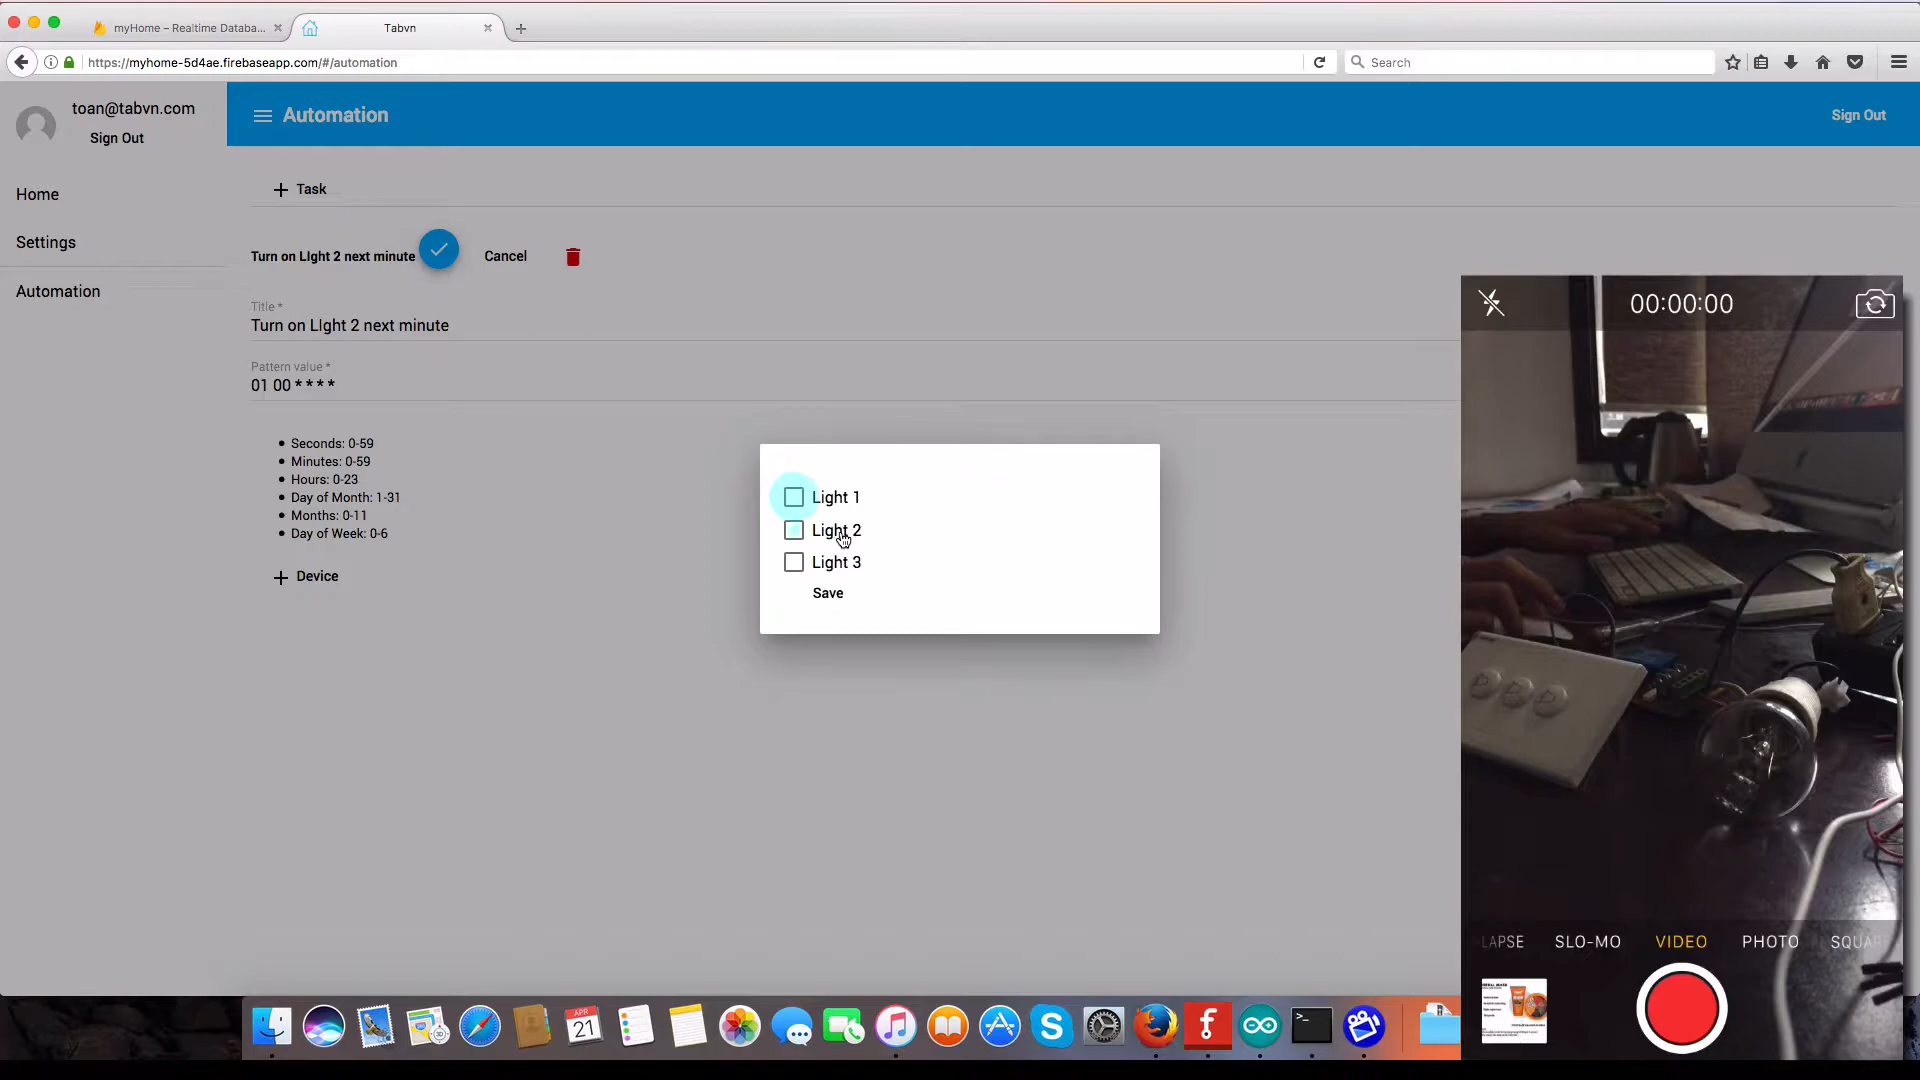 myHome – Realtime Databa...
Tabvn
https://myhome-5d4ae.firebaseapp.com/#/automation
Search
toan@tabvn.com
Sign Out
Automation
Sign Out
Home
Settings
Automation
+ Task
Turn on LIght 2 next minute
Cancel
Title *
Turn on LIght 2 next minute
Pattern value *
01 00 * * * *
• Seconds: 0-59
• Minutes: 0-59
• Hours: 0-23
• Day of Month: 1-31
• Months: 0-11
• Day of Week: 0-6
+ Device
Light 1
Light 2
Light 3
Save
00:00:00
LAPSE SLO-MO VIDEO PHOTO SQUAR
APR
21